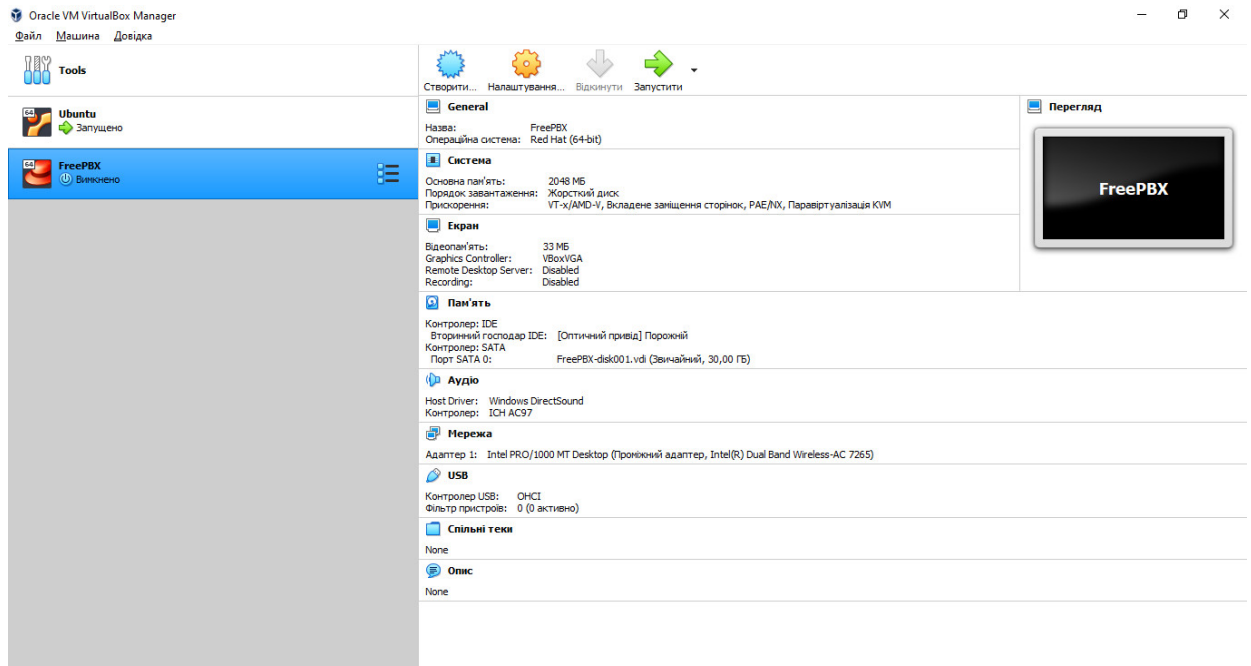 Oracle VM VirtualBox Manager
Файл Машина Довідка
Tools
Створити... Налаштування... Відкинути Запустити
64 Ubuntu
Запущено
64 FreePBX
Вимкнено
General
Назва: FreePBX
Операційна система: Red Hat (64-bit)
Перегляд
FreePBX
Система
Основна пам'ять: 2048 МБ
Порядок завантаження: Жорсткий диск
Прискорення: VT-x/AMD-V, Вкладене заміщення сторінок, PAE/NX, Паравіртуалізація KVM
Екран
Відеопам'ять: 33 МБ
Graphics Controller: VBoxVGA
Remote Desktop Server: Disabled
Recording: Disabled
Пам'ять
Контролер: IDE
Вторинний господар IDE: [Оптичний привід] Порожній
Контролер: SATA
Порт SATA 0: FreePBX-disk001.vdi (Звичайний, 30,00 ГБ)
Аудіо
Host Driver: Windows DirectSound
Контролер: ICH AC97
Мережа
Адаптер 1: Intel PRO/1000 MT Desktop (Проміжний адаптер, Intel(R) Dual Band Wireless-AC 7265)
USB
Контролер USB: OHCI
Фільтр пристроїв: 0 (0 активно)
Спільні теки
None
Опис
None